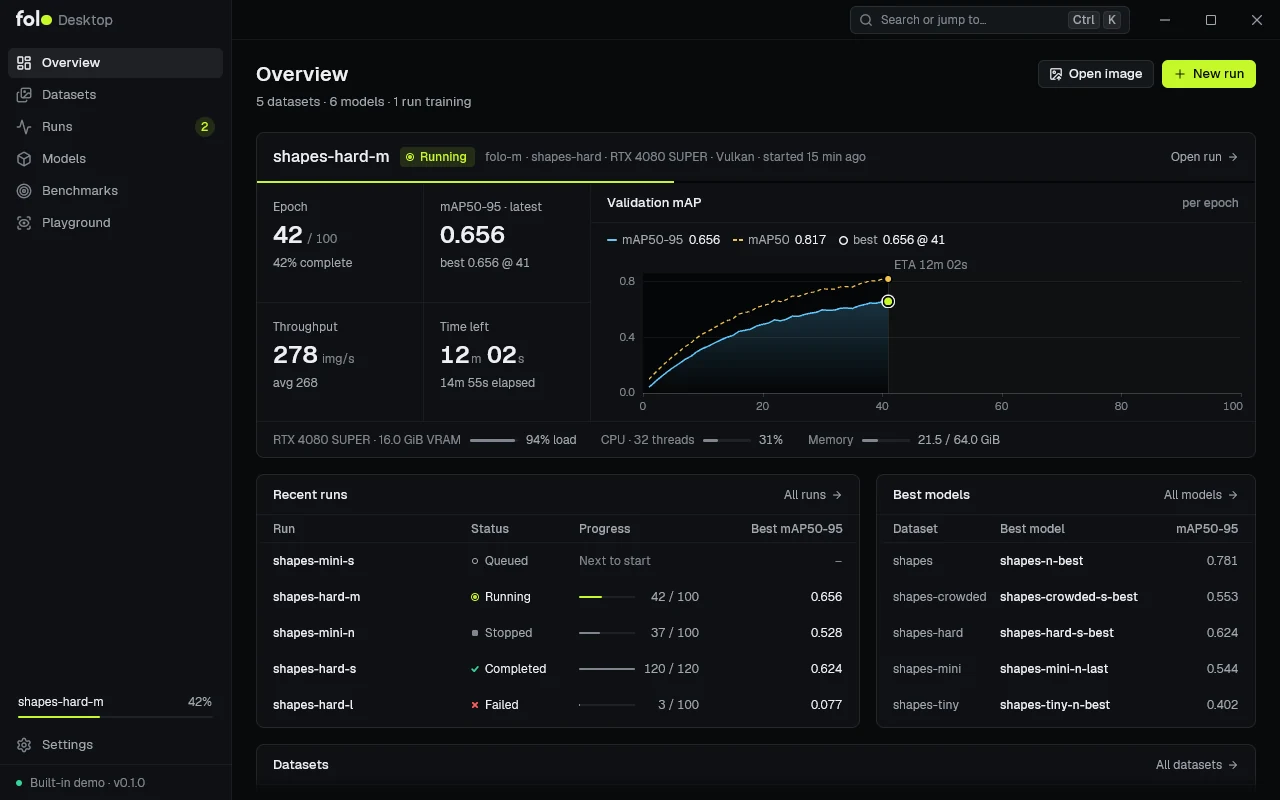 folo Desktop
Search or jump to... Ctrl K
Overview
Datasets
Runs 2
Models
Benchmarks
Playground
shapes-hard-m 42%
Settings
Built-in demo · v0.1.0
Overview
5 datasets · 6 models · 1 run training
Open image
New run
shapes-hard-m Running folo-m · shapes-hard · RTX 4080 SUPER · Vulkan · started 15 min ago Open run →
Epoch
42 / 100
42% complete
mAP50-95 · latest
0.656
best 0.656 @ 41
Throughput
278 img/s
avg 268
Time left
12m 02s
14m 55s elapsed
Validation mAP per epoch
mAP50-95 0.656 mAP50 0.817 best 0.656 @ 41
ETA 12m 02s
0.8
0.4
0.0
0 20 40 60 80 100
RTX 4080 SUPER · 16.0 GiB VRAM 94% load CPU · 32 threads 31% Memory 21.5 / 64.0 GiB
Recent runs All runs →
Run Status Progress Best mAP50-95
shapes-mini-s Queued Next to start –
shapes-hard-m Running 42 / 100 0.656
shapes-mini-n Stopped 37 / 100 0.528
shapes-hard-s Completed 120 / 120 0.624
shapes-hard-l Failed 3 / 100 0.077
Best models All models →
Dataset Best model mAP50-95
shapes shapes-n-best 0.781
shapes-crowded shapes-crowded-s-best 0.553
shapes-hard shapes-hard-s-best 0.624
shapes-mini shapes-mini-n-last 0.544
shapes-tiny shapes-tiny-n-best 0.402
Datasets All datasets →